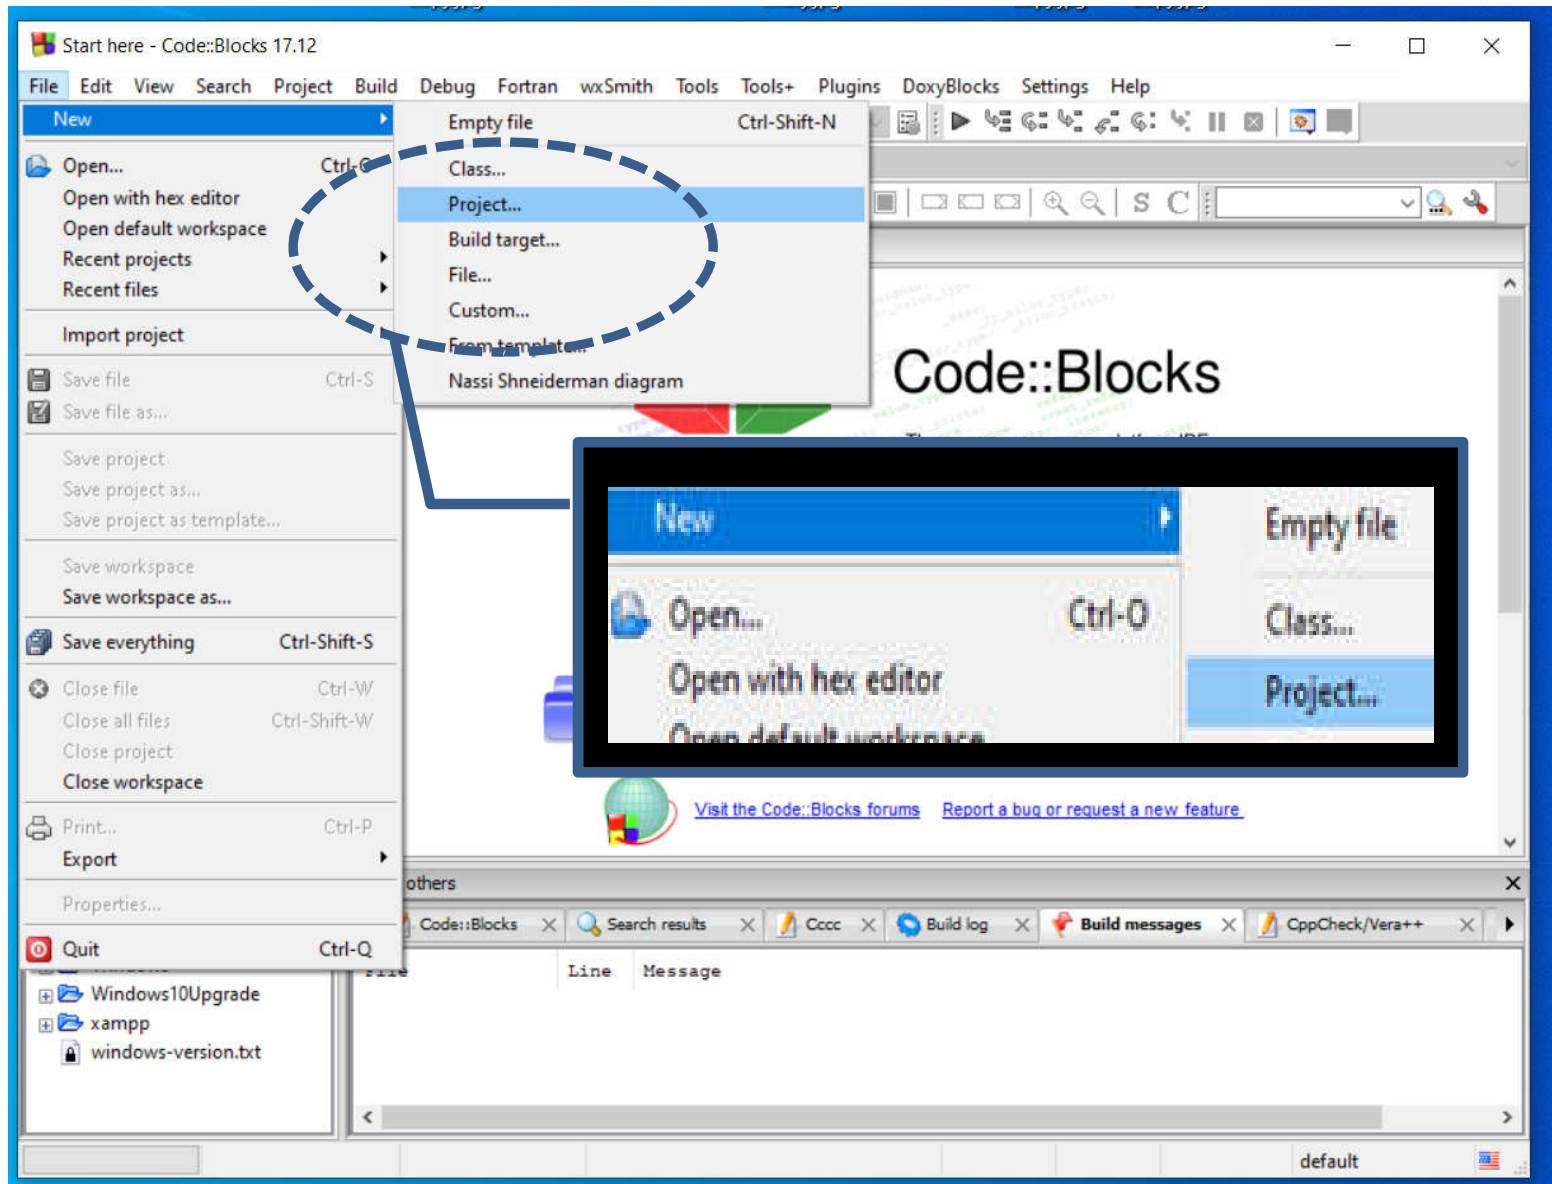 Start here - Code::Blocks 17.12
File Edit View Search Project Build Debug Fortran wxSmith Tools Tools+ Plugins DoxyBlocks Settings Help
New
Open...
Open with hex editor
Open default workspace
Recent projects
Recent files
Import project
Save file Ctrl-S
Save file as...
Save project
Save project as...
Save project as template...
Save workspace
Save workspace as...
Save everything Ctrl-Shift-S
Close file Ctrl-W
Close all files Ctrl-Shift-W
Close project
Close workspace
Print... Ctrl-P
Export
Properties...
Quit Ctrl-Q
Empty file Ctrl-Shift-N
Class...
Project...
Build target...
File...
Custom...
From template...
Nassi Shneiderman diagram
S C
Code::Blocks
New
Open... Ctrl-O
Open with hex editor
Open default workspace
Empty file
Class...
Project...
Visit the Code::Blocks forums Report a bug or request a new feature
others
Code::Blocks Search results Cccc Build log Build messages CppCheck/Vera++
File Line Message
Windows10Upgrade
xampp
windows-version.txt
default